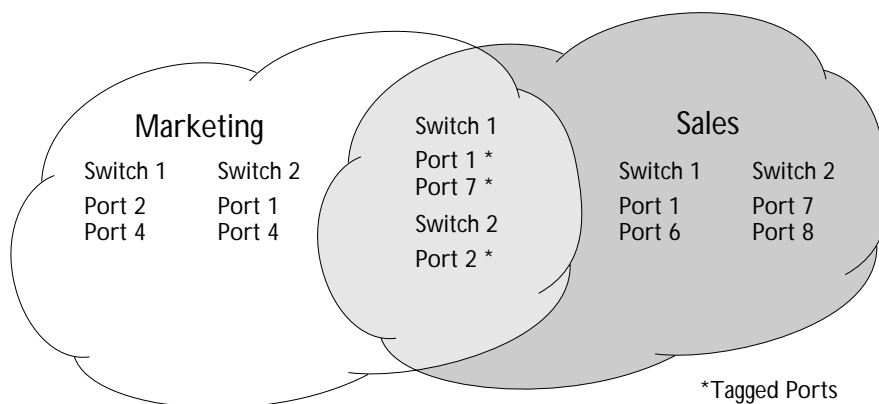 Marketing
Switch 1 Switch 2
Port 2 Port 1
Port 4 Port 4
Switch 1
Port 1 *
Port 7 *
Switch 2
Port 2 *
Sales
Switch 1 Switch 2
Port 1 Port 7
Port 6 Port 8
*Tagged Ports